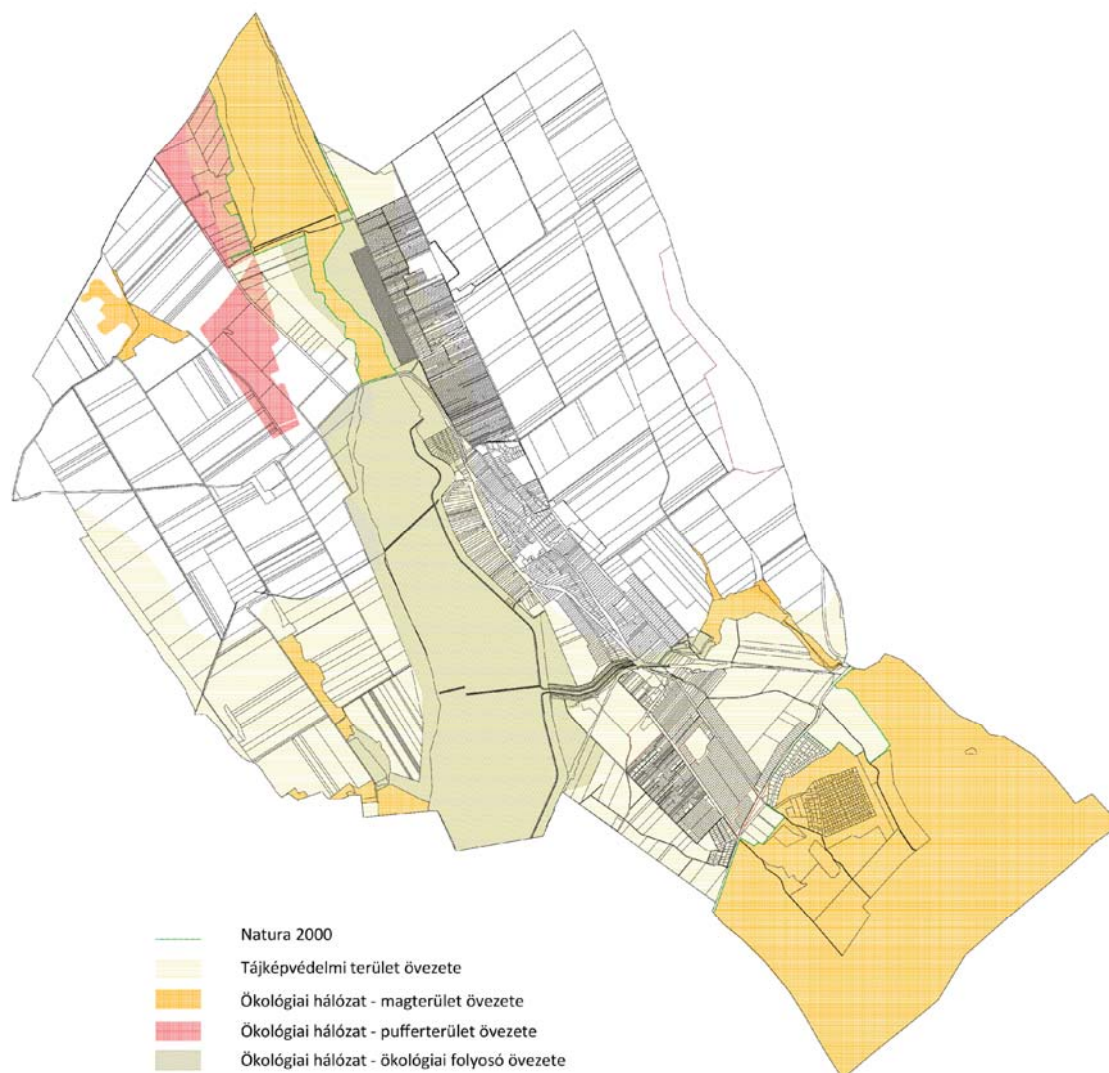 Natura 2000
Tájképvédelmi terület övezete
Ökológiai hálózat - magterület övezete
Ökológiai hálózat - pufferterület övezete
Ökológiai hálózat - ökológiai folyosó övezete